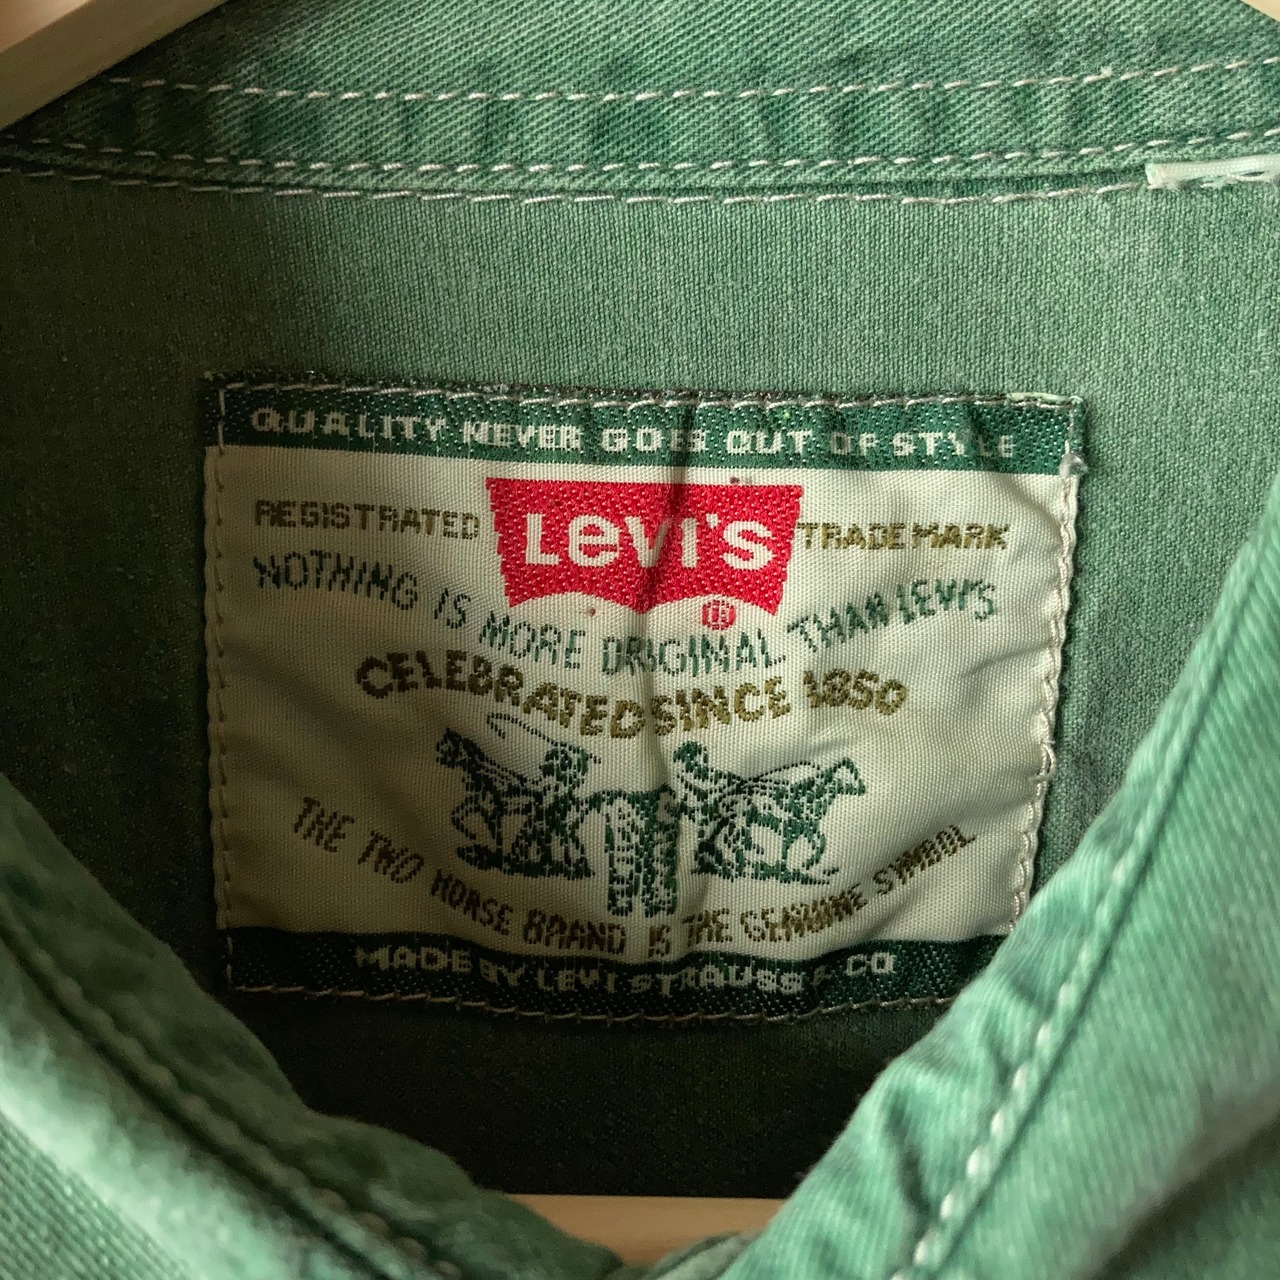 QUALITY NEVER GOES OUT OF STYLE
REGISTRATED LEVI'S TRADE MARK
®
NOTHING IS MORE ORIGINAL THAN LEVI'S
CELEBRATED SINCE 1850
THE TWO HORSE BRAND IS THE GENUINE SYMBOL
MADE BY LEVI STRAUSS & CO